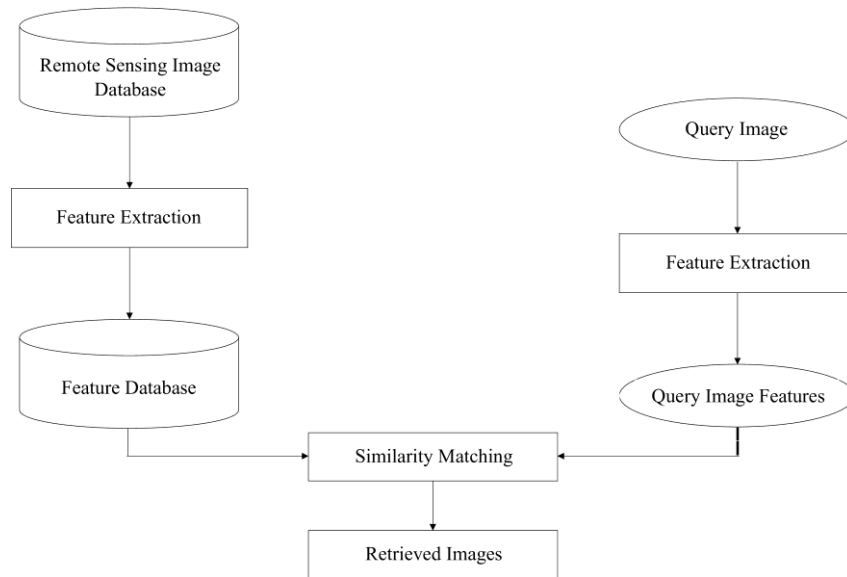 Remote Sensing Image
Database
Feature Extraction
Feature Database
Query Image
Feature Extraction
Query Image Features
Similarity Matching
Retrieved Images